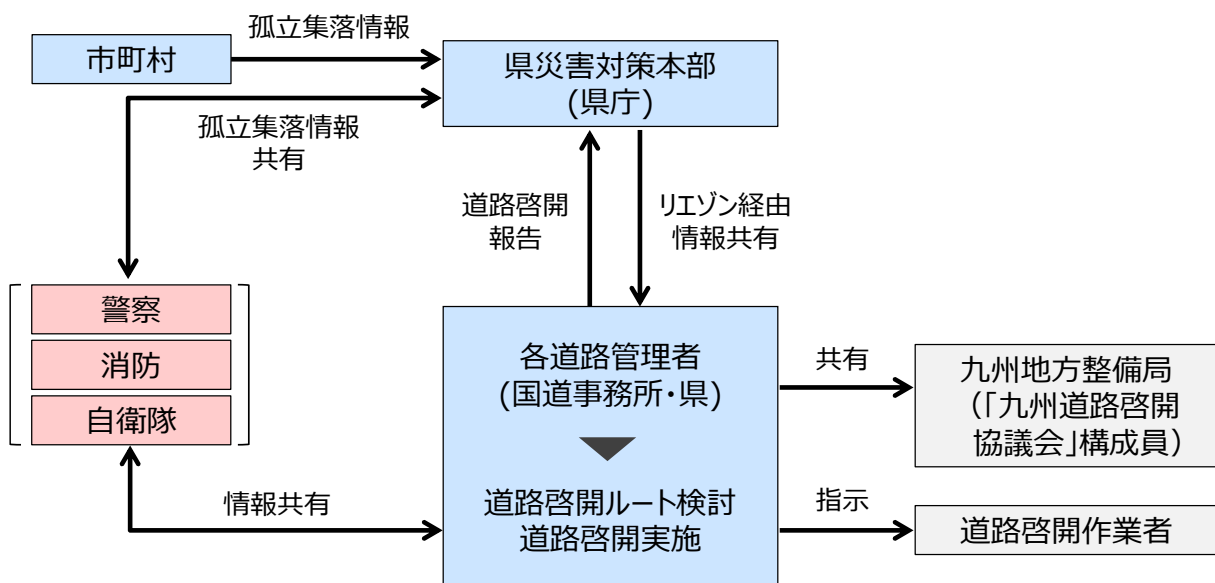 孤立集落情報
市町村
県災害対策本部
(県庁)
孤立集落情報
共有
道路啓開
報告
リエゾン経由
情報共有
警察
消防
自衛隊
各道路管理者
(国道事務所・県)
共有
九州地方整備局
(「九州道路啓開
協議会」構成員)
情報共有
道路啓開ルート検討
道路啓開実施
指示
道路啓開作業者